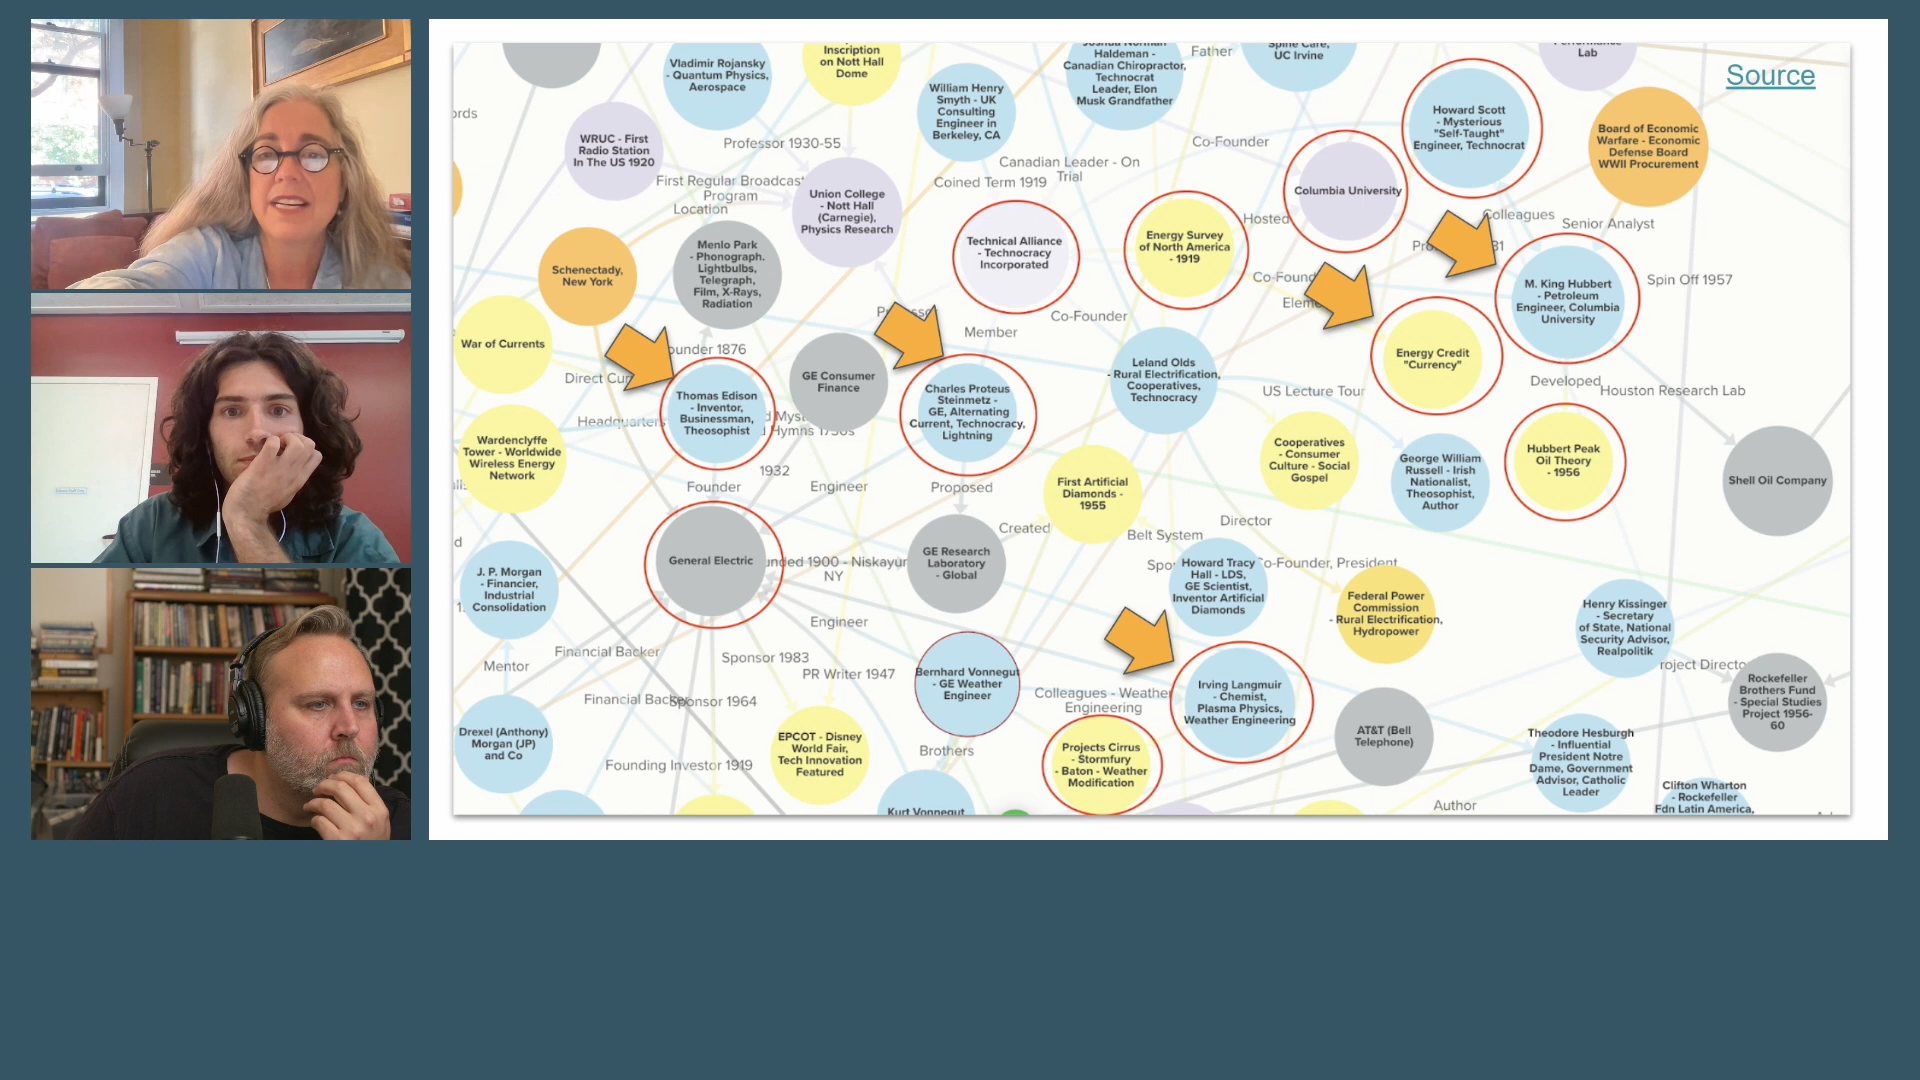 Source
Vladimir Rojansky
- Quantum Physics,
Aerospace
Inscription
on Nott Hall
Dome
William Henry
Smyth - UK
Consulting
Engineer in
Berkeley, CA
Haldeman -
Canadian Chiropractor,
Technocrat
Leader, Elon
Musk Grandfather
Father
Spine Care,
UC Irvine
Lab
Howard Scott
- Mysterious
"Self-Taught"
Engineer, Technocrat
Board of Economic
Warfare - Economic
Defense Board
WWII Procurement
WRUC - First
Radio Station
In The US 1920
Professor 1930-55
Co-Founder
Canadian Leader - On
Trial
Coined Term 1919
First Regular Broadcast
Program
Location
Union College
- Nott Hall
(Carnegie),
Physics Research
Columbia University
Colleagues
Senior Analyst
Hosted
Menlo Park
- Phonograph.
Lightbulbs,
Telegraph,
Film, X-Rays,
Radiation
Technical Alliance
- Technocracy
Incorporated
Energy Survey
of North America
- 1919
Schenectady,
New York
M. King Hubbert
- Petroleum
Engineer, Columbia
University
Spin Off 1957
War of Currents
Member
Co-Founder
GE Consumer
Finance
Energy Credit
"Currency"
Leland Olds
- Rural Electrification,
Cooperatives,
Technocracy
US Lecture Tour
Developed
Houston Research Lab
Thomas Edison
- Inventor,
Businessman,
Theosophist
Charles Proteus
Steinmetz -
GE, Alternating
Current, Technocracy,
Lightning
Headquarters
Wardenclyffe
Tower - Worldwide
Wireless Energy
Network
1932
Founder
Engineer
Proposed
First Artificial
Diamonds -
1955
Cooperatives
- Consumer
Culture - Social
Gospel
George William
Russell - Irish
Nationalist,
Theosophist,
Author
Hubbert Peak
Oil Theory
- 1956
Shell Oil Company
Created
Director
Belt System
General Electric
1900 - Niskayuna
NY
GE Research
Laboratory
- Global
Howard Tracy
Hall - LDS,
GE Scientist,
Inventor Artificial
Diamonds
Co-Founder, President
Federal Power
Commission
- Rural Electrification,
Hydropower
J. P. Morgan
- Financier,
Industrial
Consolidation
Henry Kissinger
- Secretary
of State, National
Security Advisor,
Realpolitik
Engineer
Financial Backer
Sponsor 1983
Mentor
PR Writer 1947
Bernhard Vonnegut
- GE Weather
Engineer
Colleagues - Weather
Engineering
Irving Langmuir
- Chemist,
Plasma Physics,
Weather Engineering
Rockefeller
Brothers Fund
- Special Studies
Project 1956-
60
Financial Backer
Sponsor 1964
Drexel (Anthony)
Morgan (JP)
and Co
EPCOT - Disney
World Fair,
Tech Innovation
Featured
Brothers
Projects Cirrus
- Stormfury
- Baton - Weather
Modification
AT&T (Bell
Telephone)
Theodore Hesburgh
- Influential
President Notre
Dame, Government
Advisor, Catholic
Leader
Founding Investor 1919
Kurt Vonnegut
Author
Clifton Wharton
- Rockefeller
Fdn Latin America,